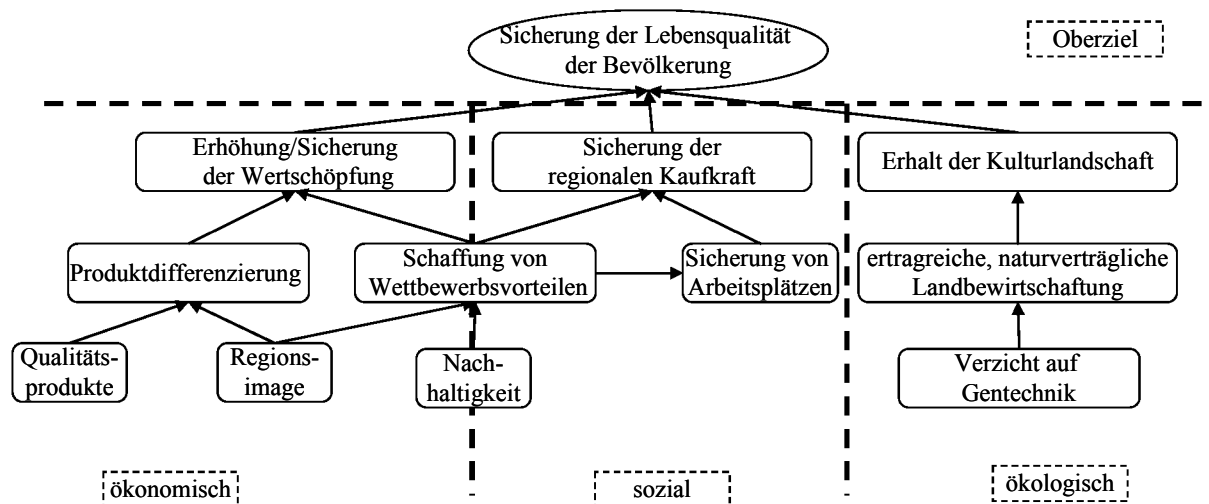 Sicherung der Lebensqualität
der Bevölkerung
Oberziel
Erhöhung/Sicherung
der Wertschöpfung
Sicherung der
regionalen Kaufkraft
Erhalt der Kulturlandschaft
Produktdifferenzierung
Schaffung von
Wettbewerbsvorteilen
Sicherung von
Arbeitsplätzen
ertragreiche, naturverträgliche
Landbewirtschaftung
Qualitäts-
produkte
Regions-
image
Nach-
haltigkeit
Verzicht auf
Gentechnik
ökonomisch
sozial
ökologisch